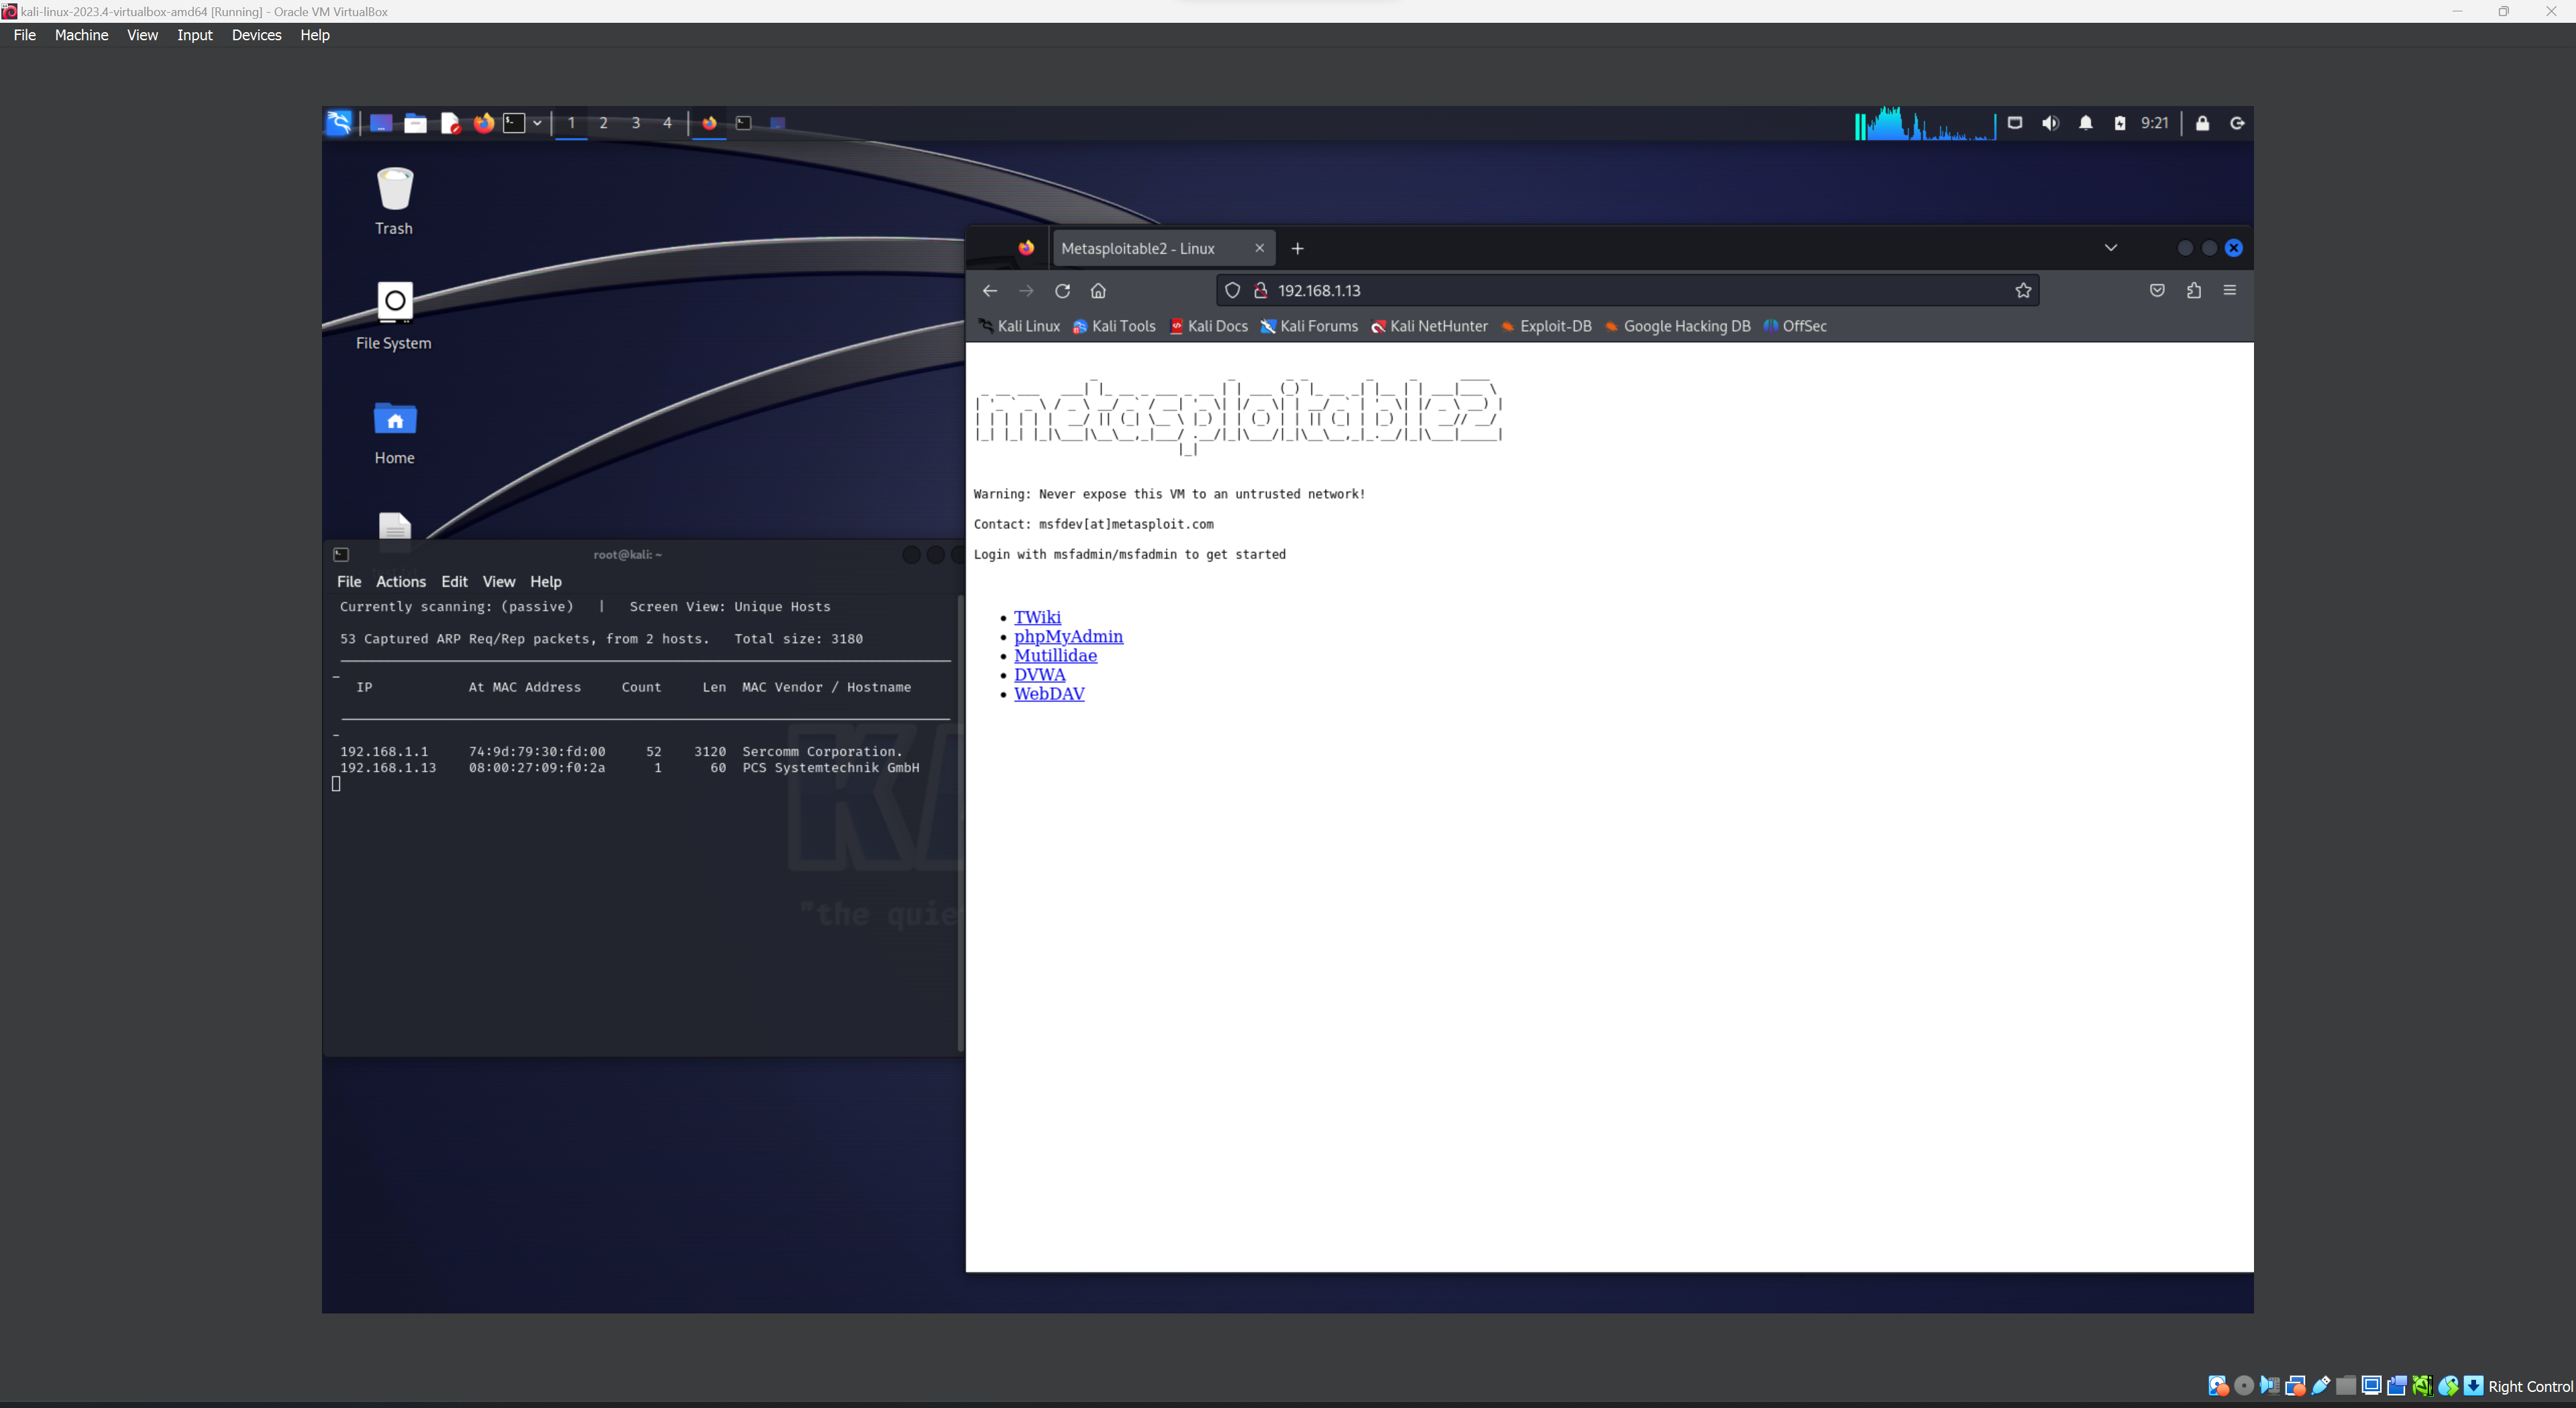 kali-linux-2023.4-virtualbox-amd64 [Running] - Oracle VM VirtualBox
File Machine View Input Devices Help
1 2 3 4
9:21
Trash
File System
Home
Metasploitable2 - Linux
192.168.1.13
Kali Linux Kali Tools Kali Docs Kali Forums Kali NetHunter Exploit-DB Google Hacking DB OffSec
metasploitable2
Warning: Never expose this VM to an untrusted network!
Contact: msfdev[at]metasploit.com
Login with msfadmin/msfadmin to get started
TWiki
phpMyAdmin
Mutillidae
DVWA
WebDAV
root@kali: ~
File Actions Edit View Help
Currently scanning: (passive) | Screen View: Unique Hosts
53 Captured ARP Req/Rep packets, from 2 hosts. Total size: 3180
IP At MAC Address Count Len MAC Vendor / Hostname
192.168.1.1 74:9d:79:30:fd:00 52 3120 Sercomm Corporation.
192.168.1.13 08:00:27:09:f0:2a 1 60 PCS Systemtechnik GmbH
"the quie
Right Control